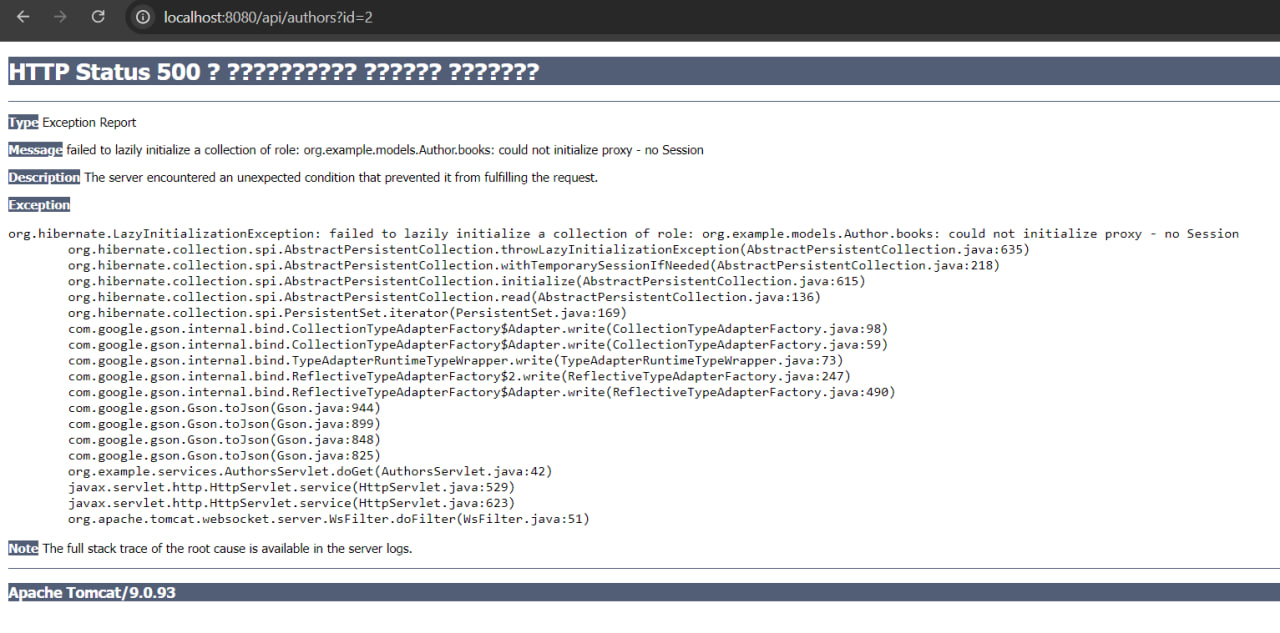 localhost:8080/api/authors?id=2
HTTP Status 500 ? ?????????? ?????? ???????
Type Exception Report
Message failed to lazily initialize a collection of role: org.example.models.Author.books: could not initialize proxy - no Session
Description The server encountered an unexpected condition that prevented it from fulfilling the request.
Exception
org.hibernate.LazyInitializationException: failed to lazily initialize a collection of role: org.example.models.Author.books: could not initialize proxy - no Session
org.hibernate.collection.spi.AbstractPersistentCollection.throwLazyInitializationException(AbstractPersistentCollection.java:635)
org.hibernate.collection.spi.AbstractPersistentCollection.withTemporarySessionIfNeeded(AbstractPersistentCollection.java:218)
org.hibernate.collection.spi.AbstractPersistentCollection.initialize(AbstractPersistentCollection.java:615)
org.hibernate.collection.spi.AbstractPersistentCollection.read(AbstractPersistentCollection.java:136)
org.hibernate.collection.spi.PersistentSet.iterator(PersistentSet.java:169)
com.google.gson.internal.bind.CollectionTypeAdapterFactory$Adapter.write(CollectionTypeAdapterFactory.java:98)
com.google.gson.internal.bind.CollectionTypeAdapterFactory$Adapter.write(CollectionTypeAdapterFactory.java:59)
com.google.gson.internal.bind.TypeAdapterRuntimeTypeWrapper.write(TypeAdapterRuntimeTypeWrapper.java:73)
com.google.gson.internal.bind.ReflectiveTypeAdapterFactory$2.write(ReflectiveTypeAdapterFactory.java:247)
com.google.gson.internal.bind.ReflectiveTypeAdapterFactory$Adapter.write(ReflectiveTypeAdapterFactory.java:490)
com.google.gson.Gson.toJson(Gson.java:944)
com.google.gson.Gson.toJson(Gson.java:899)
com.google.gson.Gson.toJson(Gson.java:848)
com.google.gson.Gson.toJson(Gson.java:825)
org.example.services.AuthorsServlet.doGet(AuthorsServlet.java:42)
javax.servlet.http.HttpServlet.service(HttpServlet.java:529)
javax.servlet.http.HttpServlet.service(HttpServlet.java:623)
org.apache.tomcat.websocket.server.WsFilter.doFilter(WsFilter.java:51)
Note The full stack trace of the root cause is available in the server logs.
Apache Tomcat/9.0.93